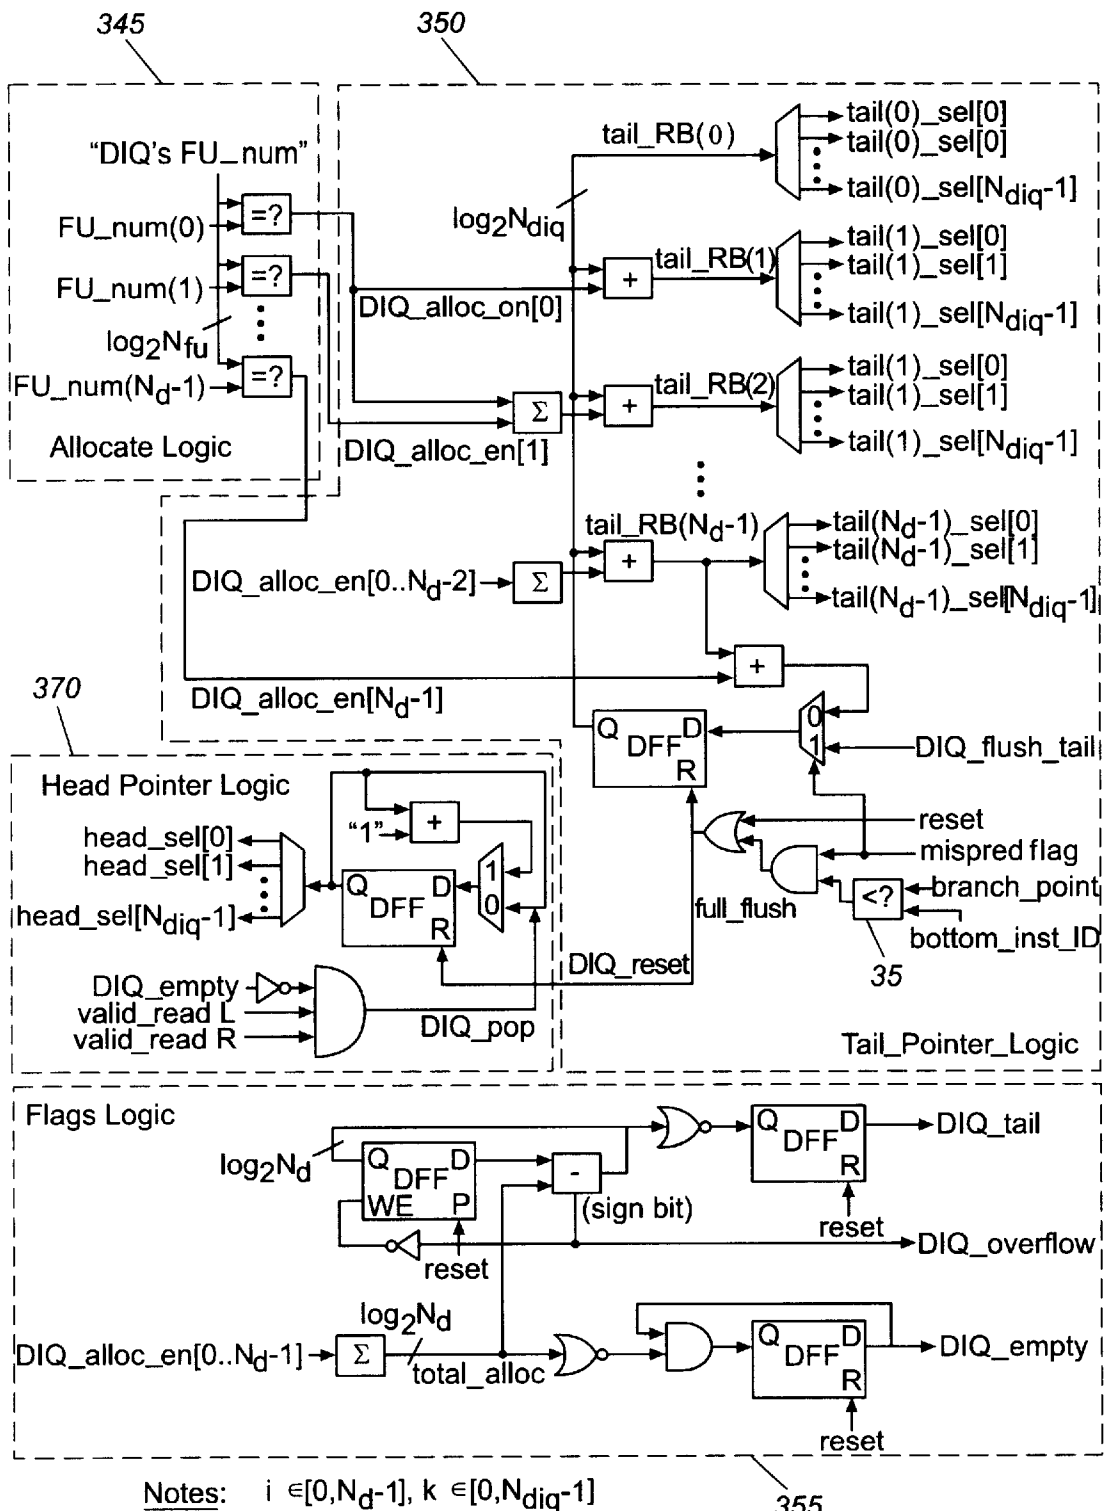 345
350
"DIQ's FU_num"
=?
FU_num(0)
=?
FU_num(1)
log2Nfu
=?
FU_num(Nd-1)
Allocate Logic
tail_RB(0)
tail(0)_sel[0]
tail(0)_sel[0]
tail(0)_sel[Ndiq-1]
log2Ndiq
tail_RB(1)
+
DIQ_alloc_on[0]
tail(1)_sel[0]
tail(1)_sel[1]
tail(1)_sel[Ndiq-1]
tail_RB(2)
+
Σ
DIQ_alloc_en[1]
tail(1)_sel[0]
tail(1)_sel[1]
tail(1)_sel[Ndiq-1]
tail_RB(Nd-1)
+
DIQ_alloc_en[0..Nd-2]
Σ
tail(Nd-1)_sel[0]
tail(Nd-1)_sel[1]
tail(Nd-1)_sel[Ndiq-1]
+
DIQ_alloc_en[Nd-1]
Q DFF D
R
0
1
DIQ_flush_tail
reset
mispred flag
branch_point
<?
bottom_inst_ID
35
full_flush
DIQ_reset
Tail_Pointer_Logic
370
Head Pointer Logic
"1"
+
head_sel[0]
head_sel[1]
head_sel[Ndiq-1]
Q DFF D
R
1
0
DIQ_empty
valid_read L
valid_read R
DIQ_pop
Flags Logic
log2Nd
Q DFF D
WE P
reset
-
(sign bit)
Q DFF D
R
reset
DIQ_tail
DIQ_overflow
DIQ_alloc_en[0..Nd-1]
Σ
log2Nd
total_alloc
Q DFF D
R
reset
DIQ_empty
355
Notes: i ∈[0,Nd-1], k ∈[0,Ndiq-1]